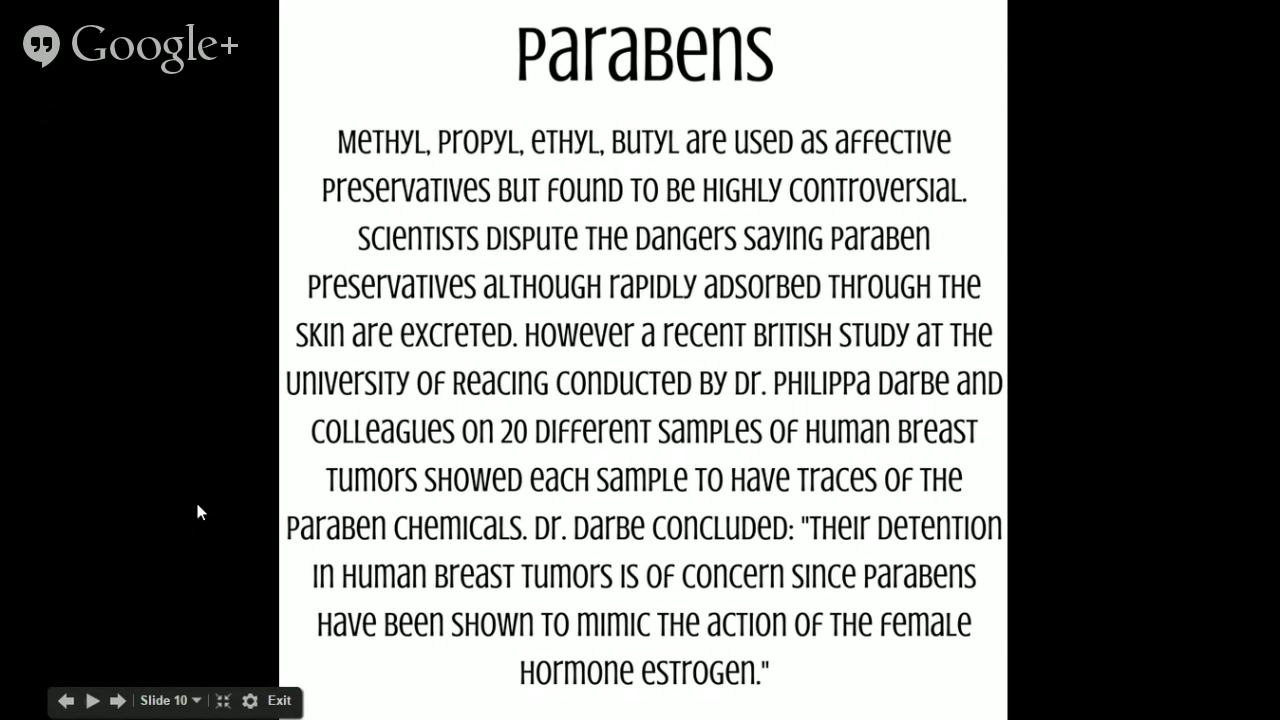 Google+
Parabens
Methyl, Propyl, ethyl, Butyl are used as affective
preservatives but found to be highly controversial.
Scientists dispute the dangers saying paraben
preservatives although rapidly adsorbed through the
skin are excreted. However a recent British study at the
University of Reacing conducted by Dr. Philippa Darbe and
colleagues on 20 different samples of human breast
tumors showed each sample to have traces of the
paraben chemicals. Dr. Darbe concluded: "Their detention
in human breast tumors is of concern since parabens
have been shown to mimic the action of the female
hormone estrogen."
Slide 10
Exit